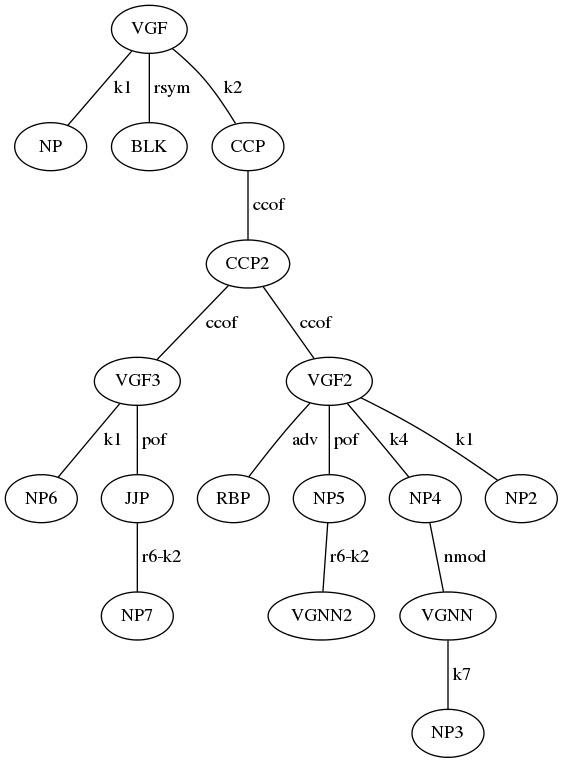 VGF
k1 rsym k2
NP BLK CCP
ccof
CCP2
ccof ccof
VGF3 VGF2
k1 pof adv pof k4 k1
NP6 JJP RBP NP5 NP4 NP2
r6-k2 r6-k2 nmod
NP7 VGNN2 VGNN
k7
NP3